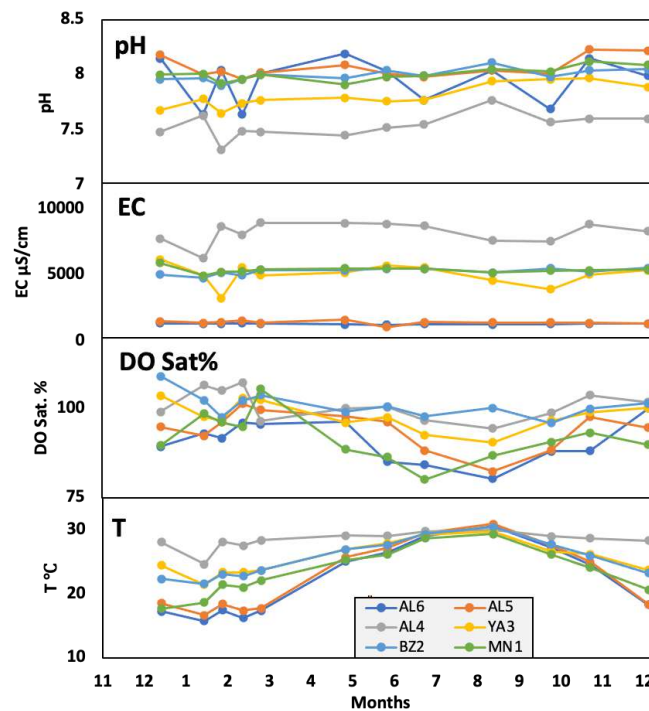 8.5
pH
8
pH
7.5
7
10000
EC
EC µS/cm
5000
0
DO Sat%
DO Sat. %
100
75
T
30
T °C
20
AL6 AL5
AL4 YA3
BZ2 MN1
10
11 12 1 2 3 4 5 6 7 8 9 10 11 12
Months